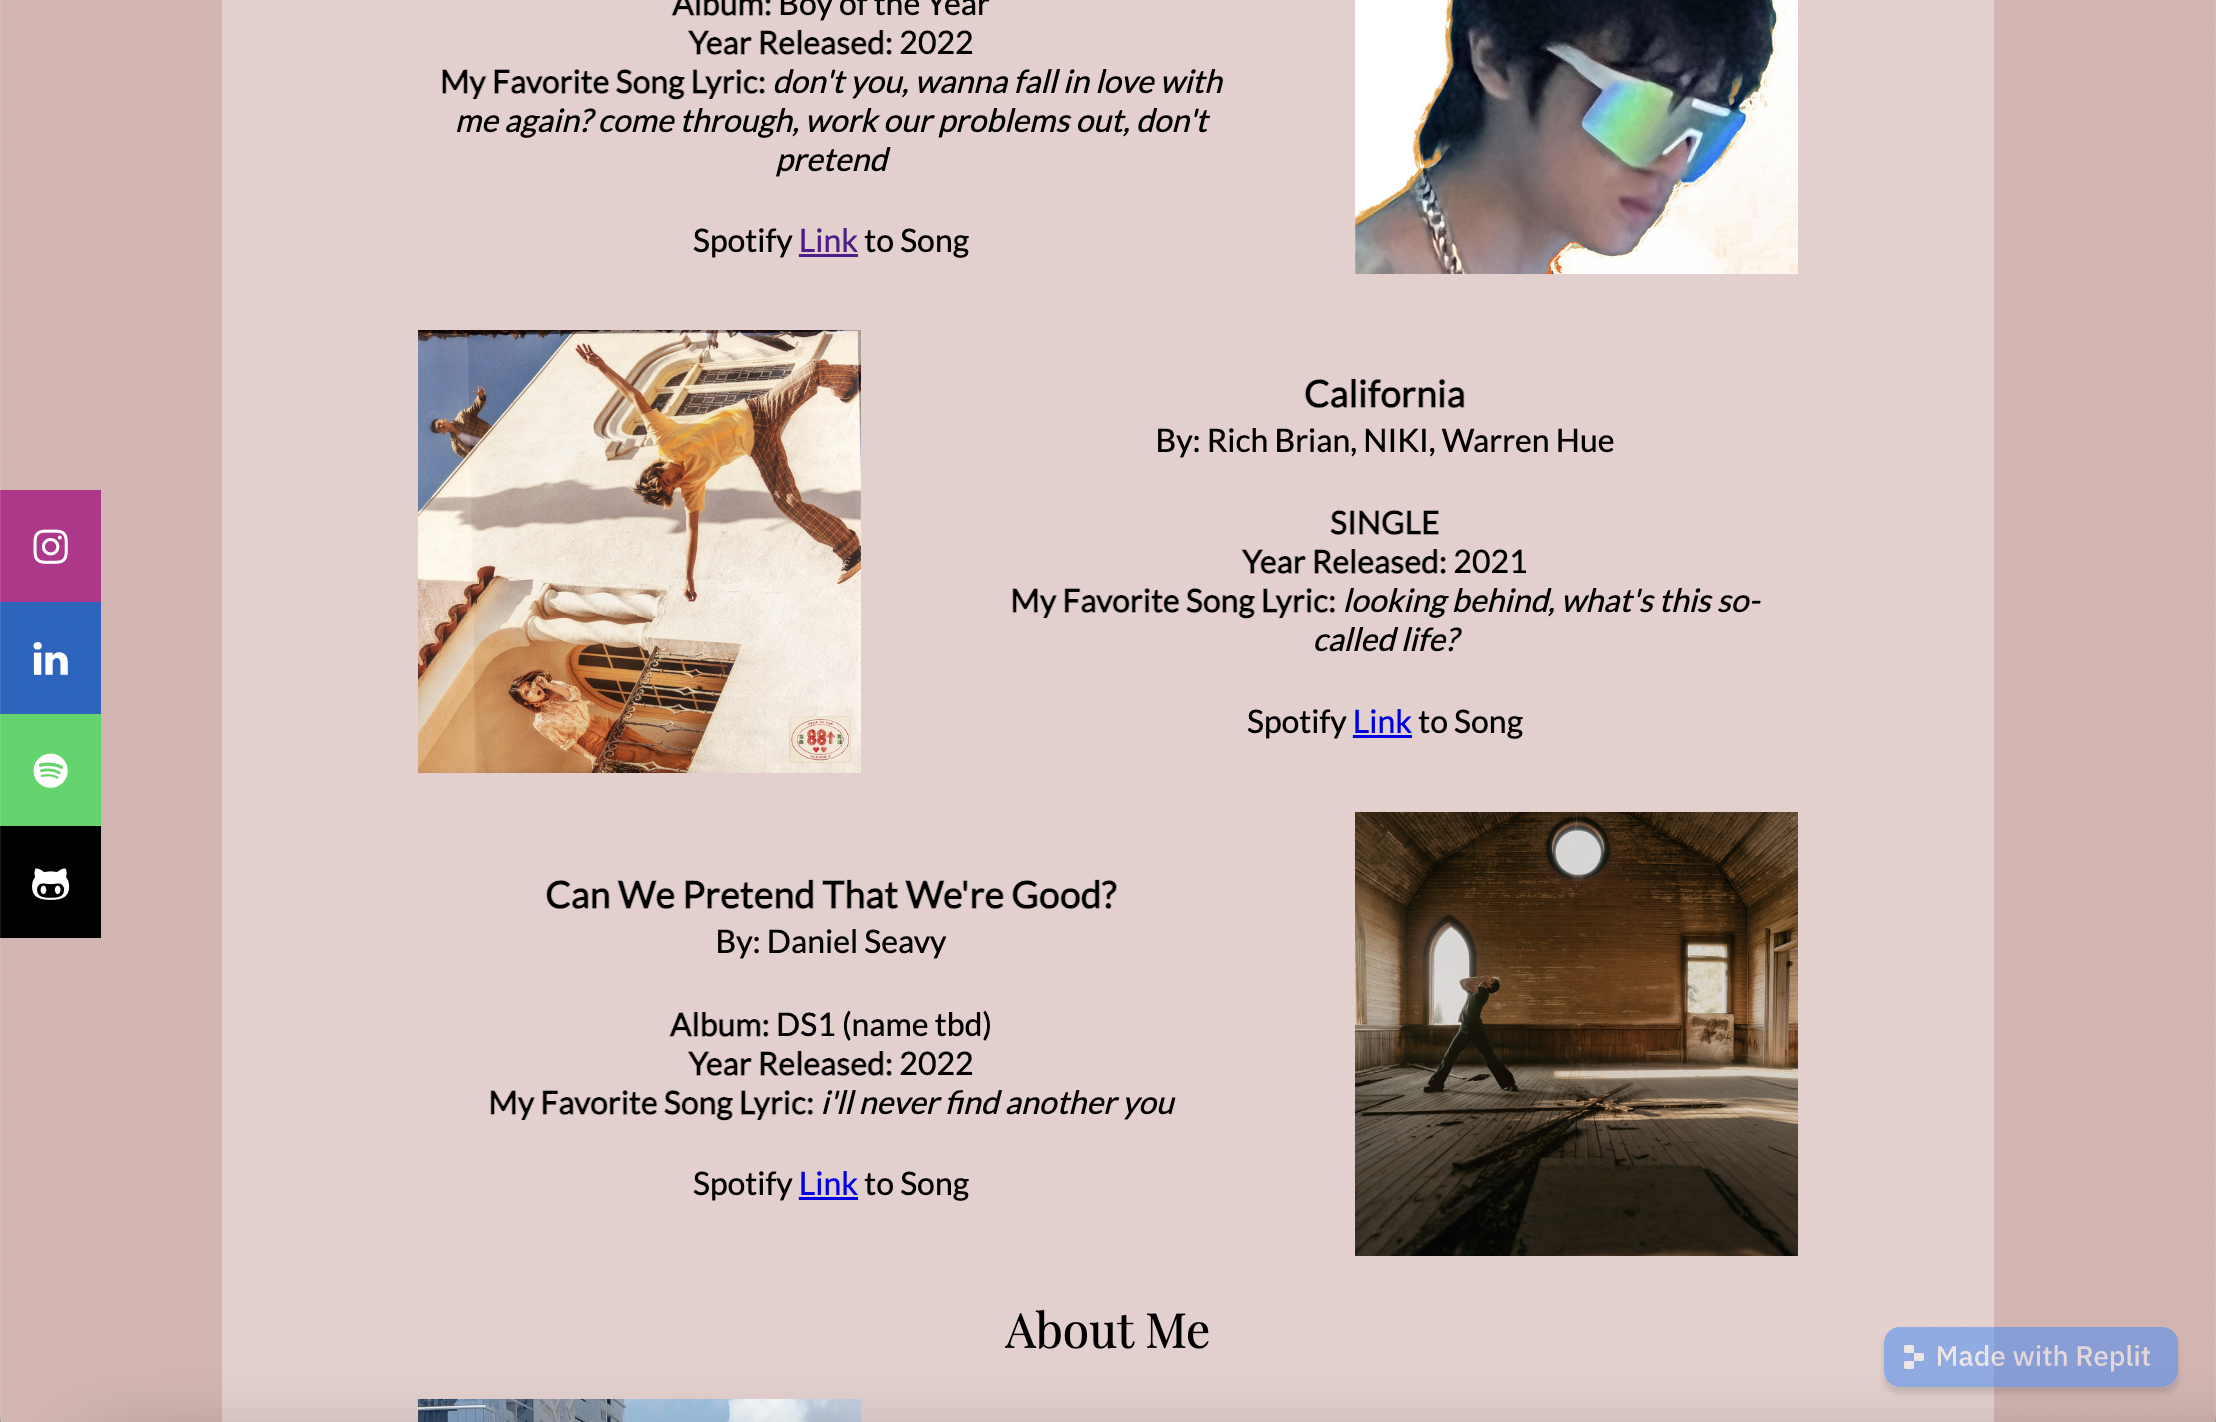 Album: Boy of the Year
Year Released: 2022
My Favorite Song Lyric: don't you, wanna fall in love with
me again? come through, work our problems out, don't
pretend
Spotify Link to Song
88↑
California
By: Rich Brian, NIKI, Warren Hue
SINGLE
Year Released: 2021
My Favorite Song Lyric: looking behind, what's this so-
called life?
Spotify Link to Song
in
Can We Pretend That We're Good?
By: Daniel Seavy
Album: DS1 (name tbd)
Year Released: 2022
My Favorite Song Lyric: i'll never find another you
Spotify Link to Song
About Me
Made with Replit